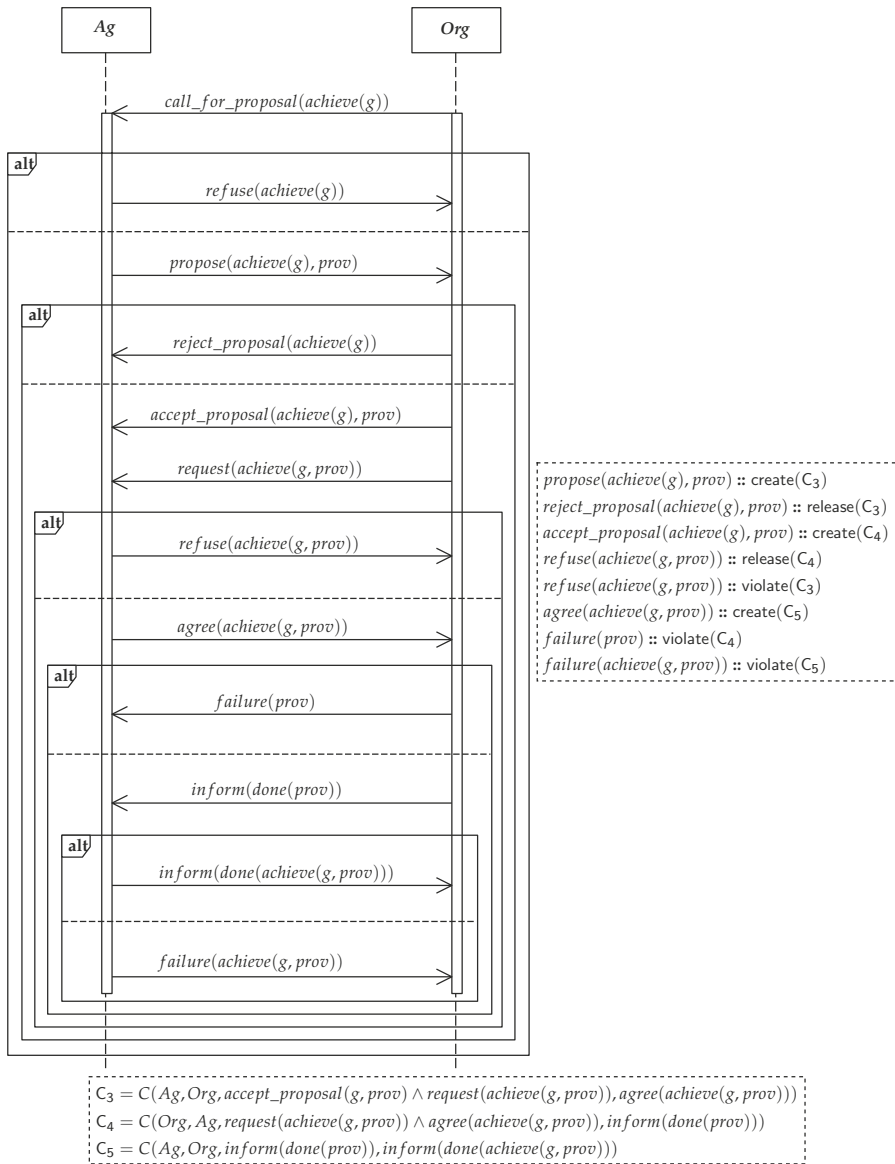 Ag
Org
call_for_proposal(achieve(g))
alt
refuse(achieve(g))
propose(achieve(g), prov)
alt
reject_proposal(achieve(g))
accept_proposal(achieve(g), prov)
request(achieve(g, prov))
alt
refuse(achieve(g, prov))
agree(achieve(g, prov))
alt
failure(prov)
inform(done(prov))
alt
inform(done(achieve(g, prov)))
failure(achieve(g, prov))
propose(achieve(g), prov) :: create(C₃)
reject_proposal(achieve(g), prov) :: release(C₃)
accept_proposal(achieve(g), prov) :: create(C₄)
refuse(achieve(g, prov)) :: release(C₄)
refuse(achieve(g, prov)) :: violate(C₃)
agree(achieve(g, prov)) :: create(C₅)
failure(prov) :: violate(C₄)
failure(achieve(g, prov)) :: violate(C₅)
C₃ = C(Ag, Org, accept_proposal(g, prov) ∧ request(achieve(g, prov)), agree(achieve(g, prov)))
C₄ = C(Org, Ag, request(achieve(g, prov)) ∧ agree(achieve(g, prov)), inform(done(prov)))
C₅ = C(Ag, Org, inform(done(prov)), inform(done(achieve(g, prov)))